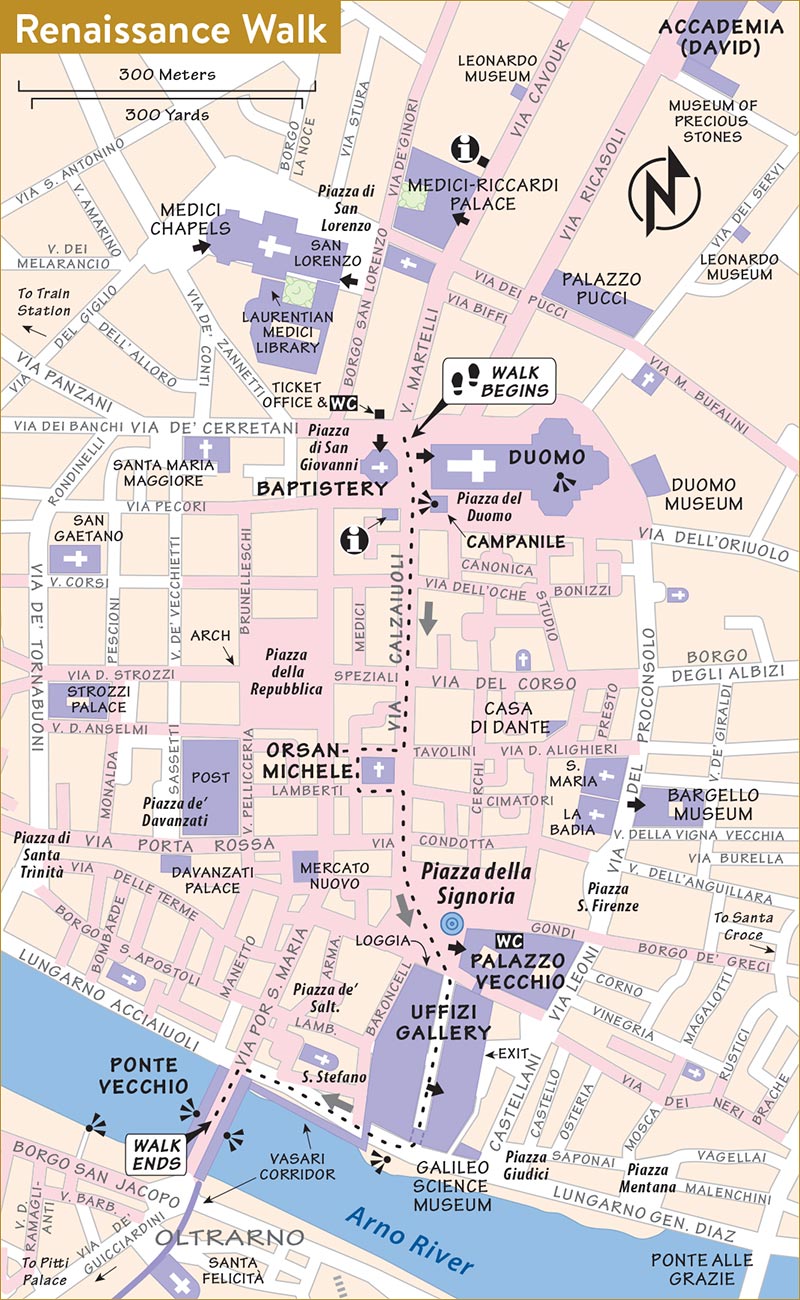 Renaissance Walk
300 Meters
300 Yards
ACCADEMIA
(DAVID)
LEONARDO
MUSEUM
VIA CAVOUR
MUSEUM OF
PRECIOUS
STONES
VIA S. ANTONINO
BORGO
LA NOCE
VIA STURA
VIA DE'GINORI
i
VIA RICASOLI
N
V. AMARINO
MEDICI
CHAPELS
Piazza di
San
Lorenzo
MEDICI-RICCARDI
PALACE
VIA DEI SERVI
V. DEI
MELARANCIO
SAN
LORENZO
LEONARDO
MUSEUM
To Train
Station
DEL GIGLIO
VIA
LAURENTIAN
MEDICI
LIBRARY
BORGO SAN LORENZO
VIA DEI PUCCI
VIA BIFFI
PALAZZO
PUCCI
DELL'ALLORO
VIA DE' CONTI
V. ZANNETTI
V. MARTELLI
VIA PANZANI
WALK
BEGINS
VIA M. BUFALINI
TICKET
OFFICE & WC
VIA DEI BANCHI
VIA DE' CERRETANI
Piazza
di San
Giovanni
DUOMO
RONDINELLI
SANTA MARIA
MAGGIORE
BAPTISTERY
Piazza del
Duomo
DUOMO
MUSEUM
VIA PECORI
SAN
GAETANO
i
CAMPANILE
VIA DELL'ORIUOLO
V. CORSI
CANONICA
VIA DELL'OCHE
BONIZZI
STUDIO
VIA DE' TORNABUONI
PESCIONI
V. DE' VECCHIETTI
BRUNELLESCHI
MEDICI
VIA CALZAIUOLI
ARCH
Piazza
della
Repubblica
VIA D. STROZZI
SPEZIALI
VIA DEL CORSO
BORGO
DEGLI ALBIZI
STROZZI
PALACE
CASA
DI DANTE
PRESTO
VIA DEL PROCONSOLO
V. DE' GIRALDI
V. D. ANSELMI
ORSAN-
MICHELE
TAVOLINI
VIA D. ALIGHIERI
MONALDA
SASSETTI
POST
V. PELLICCERIA
LAMBERTI
CERCHI
CIMATORI
S.
MARIA
LA
BADIA
BARGELLO
MUSEUM
Piazza de'
Davanzati
Piazza di
Santa
Trinità
VIA PORTA ROSSA
VIA CONDOTTA
V. DELLA VIGNA VECCHIA
VIA BURELLA
DAVANZATI
PALACE
MERCATO
NUOVO
Piazza della
Signoria
V. DELL'ANGUILLARA
VIA DELLE TERME
Piazza
S. Firenze
To Santa
Croce
BORGO S. APOSTOLI
BOMBARDE
MANETTO
VIA POR S. MARIA
ARMA.
LOGGIA
WC
GONDI
PALAZZO
VECCHIO
BORGO DE' GRECI
LUNGARNO ACCIAIUOLI
Piazza de'
Salt.
LAMB.
BARONCELI
UFFIZI
GALLERY
VIA LEONI
CORNO
VINEGRIA
MAGALOTTI
RUSTICI
PONTE
VECCHIO
S. Stefano
EXIT
CASTELLANI
CASTELLO
OSTERIA
MOSCA
VIA DEI NERI
BRACHE
WALK
ENDS
VASARI
CORRIDOR
GALILEO
SCIENCE
MUSEUM
Piazza
Giudici
SAPONAI
Piazza
Mentana
VAGELLAI
MALENCHINI
BORGO SAN JACOPO
V. BARB.
V. D.
RAMAGLI-
ANTI
VIA DE'
GUICCIARDINI
OLTRARNO
Arno River
LUNGARNO GEN. DIAZ
To Pitti
Palace
SANTA
FELICITÀ
PONTE ALLE
GRAZIE